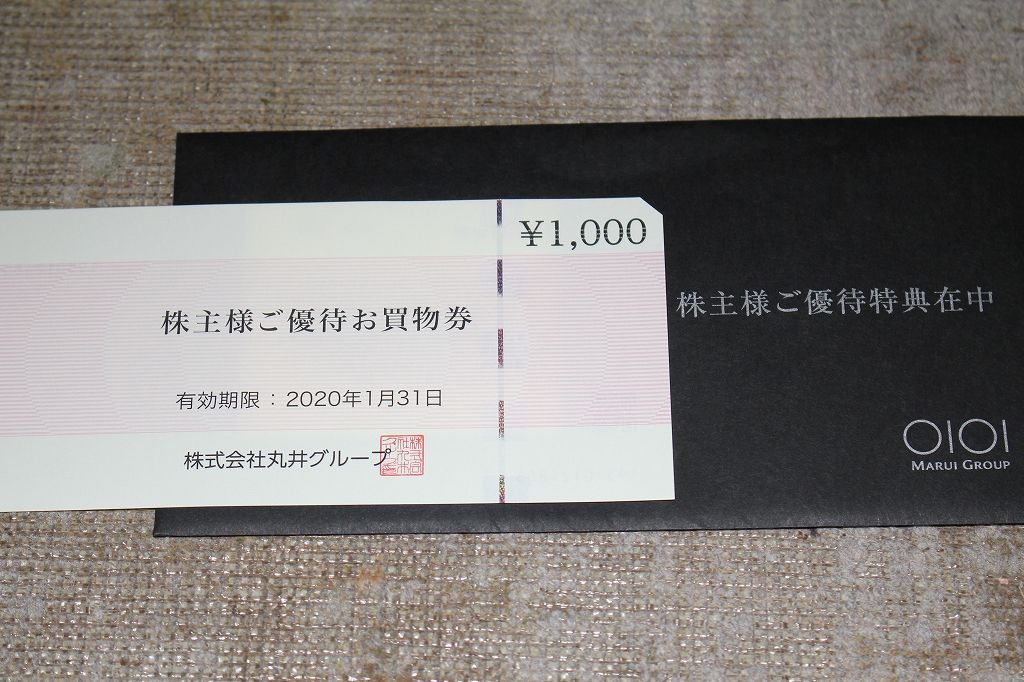 ¥1,000
株主様ご優待お買物券
有効期限：2020年1月31日
株式会社丸井グループ
株主様ご優待特典在中
OIOI
MARUI GROUP